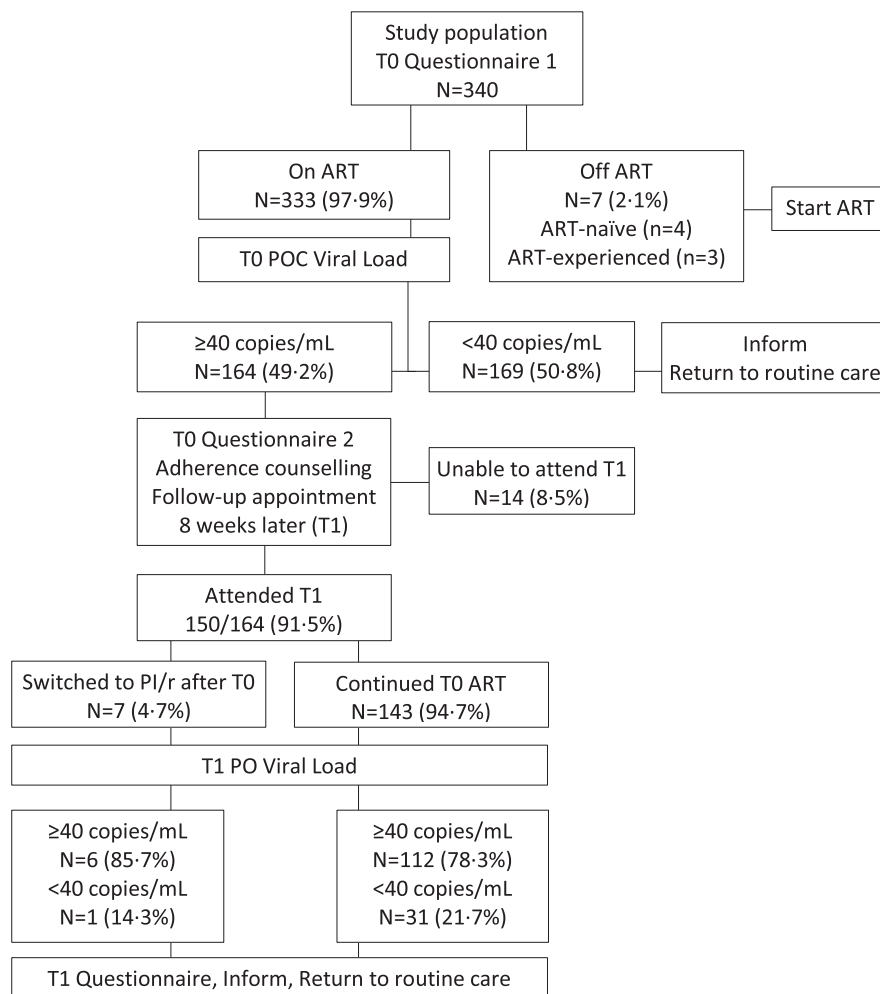 Study population
T0 Questionnaire 1
N=340
On ART
N=333 (97·9%)
Off ART
N=7 (2·1%)
ART-naïve (n=4)
ART-experienced (n=3)
Start ART
T0 POC Viral Load
≥40 copies/mL
N=164 (49·2%)
<40 copies/mL
N=169 (50·8%)
Inform
Return to routine care
T0 Questionnaire 2
Adherence counselling
Follow-up appointment
8 weeks later (T1)
Unable to attend T1
N=14 (8·5%)
Attended T1
150/164 (91·5%)
Switched to PI/r after T0
N=7 (4·7%)
Continued T0 ART
N=143 (94·7%)
T1 PO Viral Load
≥40 copies/mL
N=6 (85·7%)
<40 copies/mL
N=1 (14·3%)
≥40 copies/mL
N=112 (78·3%)
<40 copies/mL
N=31 (21·7%)
T1 Questionnaire, Inform, Return to routine care